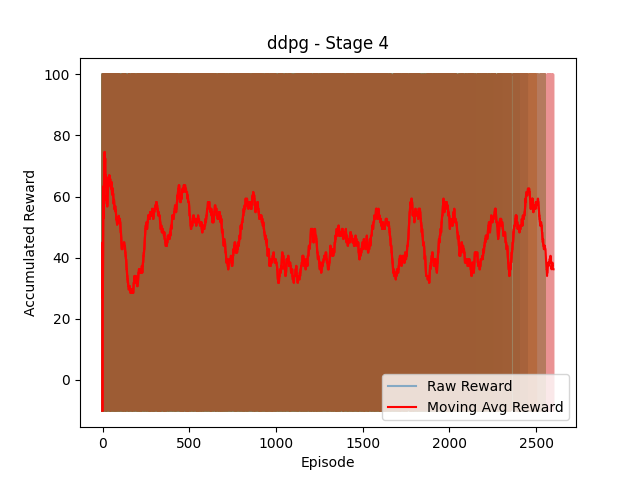 ddpg - Stage 4
100
80
60
40
20
0
Accumulated Reward
Raw Reward
Moving Avg Reward
0
500
1000
1500
2000
2500
Episode